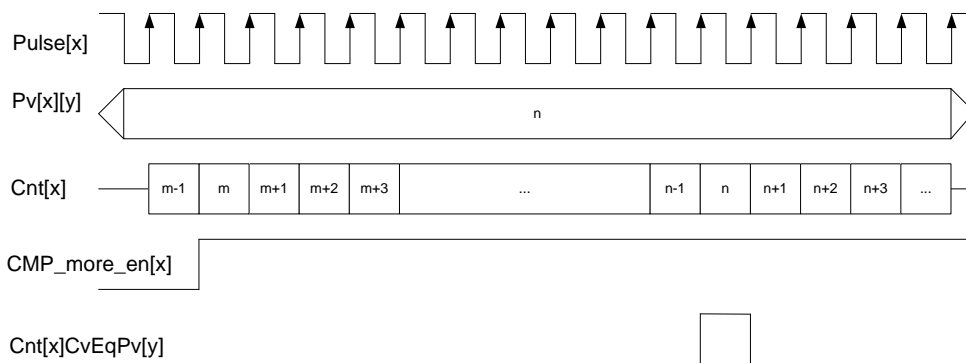 Pulse[x]
Pv[x][y]
n
Cnt[x]
m-1 m m+1 m+2 m+3 ... n-1 n n+1 n+2 n+3 ...
CMP_more_en[x]
Cnt[x]CvEqPv[y]